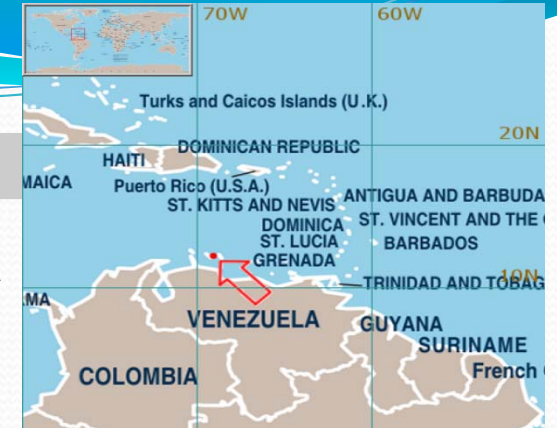 70W
60W
Turks and Caicos Islands (U.K.)
20N
DOMINICAN REPUBLIC
HAITI
MAICA
Puerto Rico (U.S.A.)
ANTIGUA AND BARBUDA
ST. KITTS AND NEVIS
DOMINICA
ST. VINCENT AND THE
ST. LUCIA
BARBADOS
GRENADA
10N
TRINIDAD AND TOBAG
MA
VENEZUELA
GUYANA
SURINAME
COLOMBIA
French